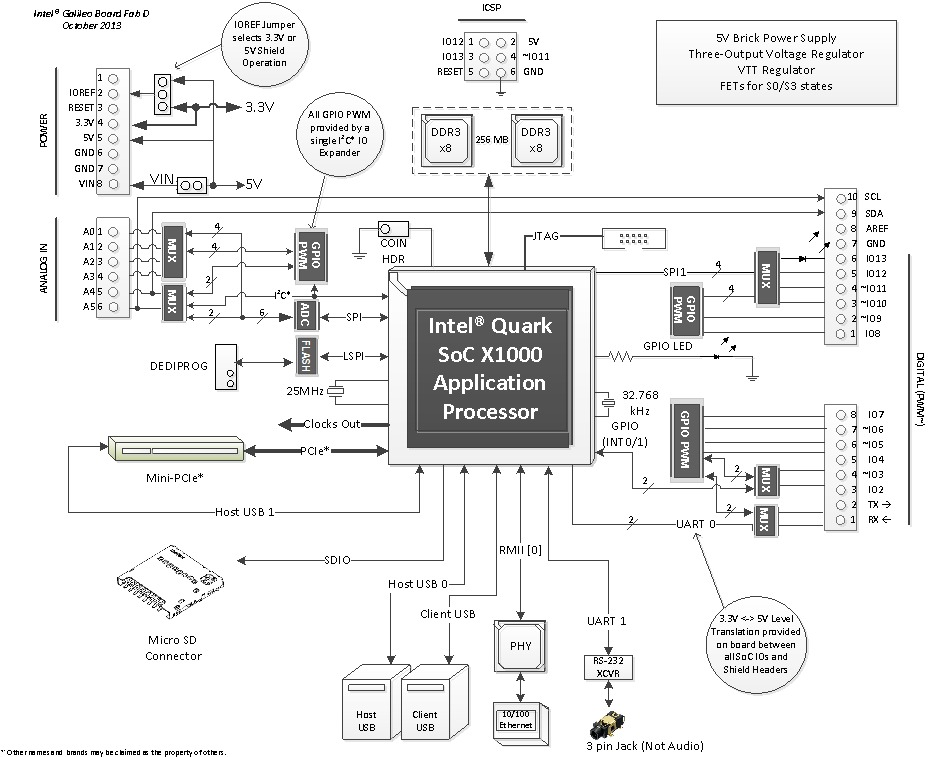 Intel® Galileo Board Fab D
October 2013
IOREF Jumper
selects 3.3V or
5V Shield
Operation
ICSP
IO12 1 2 5V
IO13 3 4 ~IO11
RESET 5 6 GND
5V Brick Power Supply
Three-Output Voltage Regulator
VTT Regulator
FETs for S0/S3 states
POWER
1
IOREF 2
RESET 3
3.3V 4
5V 5
GND 6
GND 7
VIN 8
3.3V
VIN
5V
All GPIO PWM
provided by a
single I²C* IO
Expander
DDR3
x8
256 MB
DDR3
x8
ANALOG IN
A0 1
A1 2
A2 3
A3 4
A4 5
A5 6
MUX
MUX
4
4
2
2
6
GPIO
PWM
I²C*
ADC
SPI
COIN
HDR
JTAG
FLASH
LSPI
DEDIPROG
25MHz
Clocks Out
PCIe*
Mini-PCIe*
Host USB 1
Intel® Quark
SoC X1000
Application
Processor
SPI1
4
4
MUX
GPIO
PWM
GPIO LED
10 SCL
9 SDA
8 AREF
7 GND
6 IO13
5 IO12
4 ~IO11
3 ~IO10
2 ~IO9
1 IO8
DIGITAL (PWM~)
32.768
kHz
GPIO
(INT0/1)
GPIO PWM
2
2
2
2
MUX
MUX
UART 0
8 IO7
7 ~IO6
6 ~IO5
5 IO4
4 ~IO3
3 IO2
2 TX →
1 RX ←
SDIO
Micro SD
Connector
Host USB 0
Client USB
Host
USB
Client
USB
RMII [0]
PHY
10/100
Ethernet
UART 1
RS-232
XCVR
3 pin Jack (Not Audio)
3.3V <-> 5V Level
Translation provided
on board between
all SoC IOs and
Shield Headers
* Other names and brands may be claimed as the property of others.